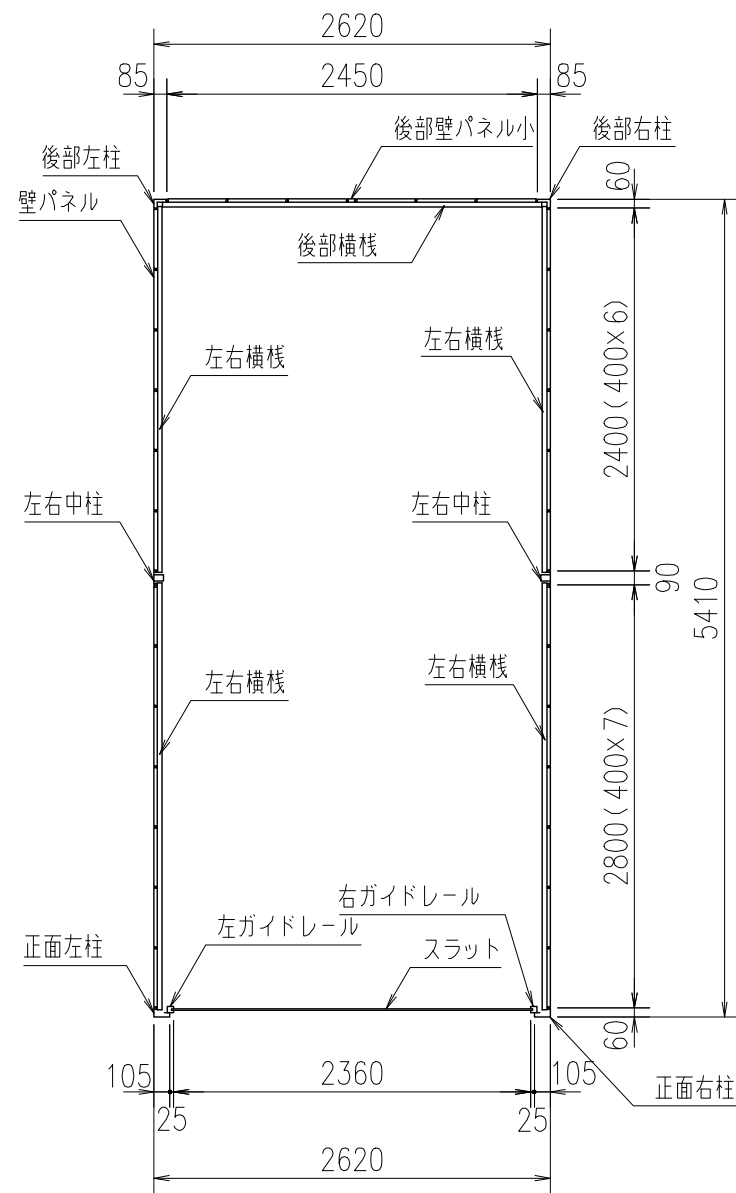 2620
85
2450
85
後部壁パネル小
後部右柱
後部左柱
壁パネル
60
後部横桟
左右横桟
左右横桟
2400(400×6)
左右中柱
左右中柱
90
5410
左右横桟
左右横桟
2800(400×7)
右ガイドレール
左ガイドレール
正面左柱
スラット
60
105
2360
105
正面右柱
25
25
2620